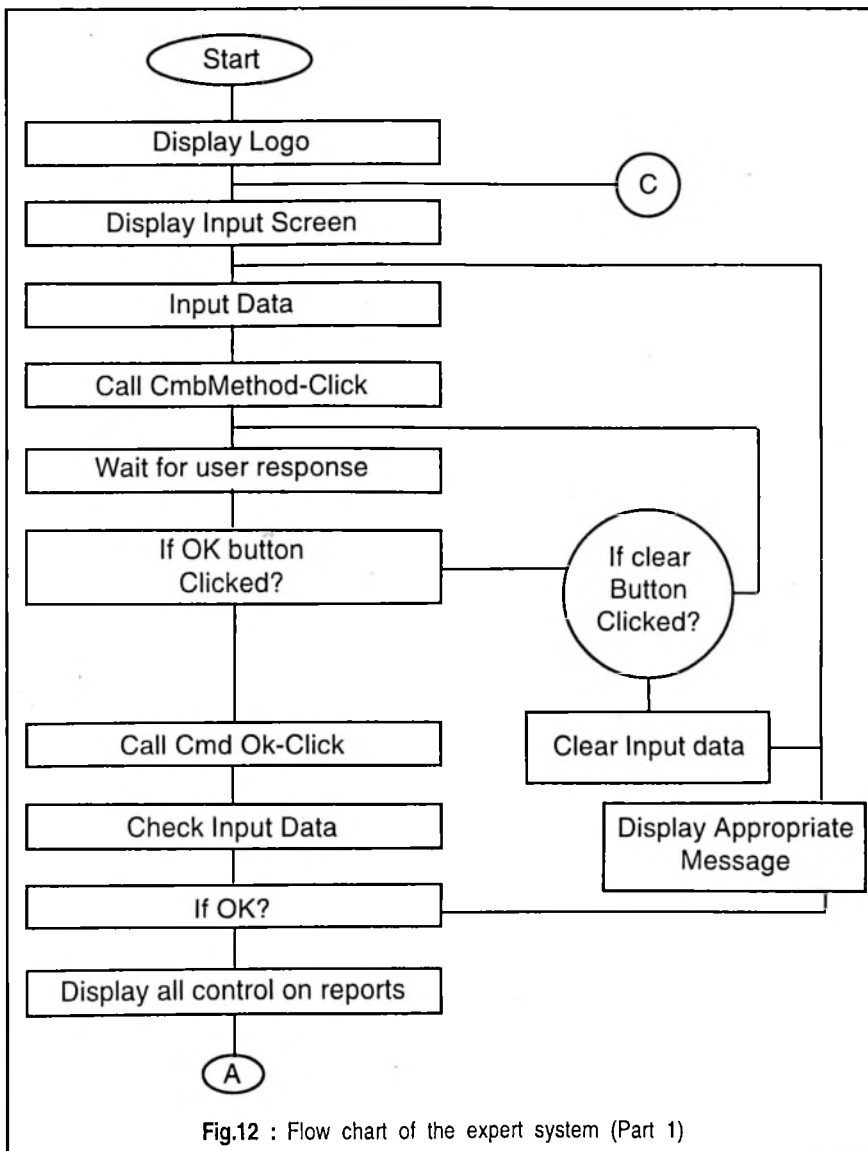 Start
Display Logo
C
Display Input Screen
Input Data
Call CmbMethod-Click
Wait for user response
If OK button
Clicked?
If clear
Button
Clicked?
Call Cmd Ok-Click
Clear Input data
Check Input Data
Display Appropriate
Message
If OK?
Display all control on reports
A
Fig.12 : Flow chart of the expert system (Part 1)